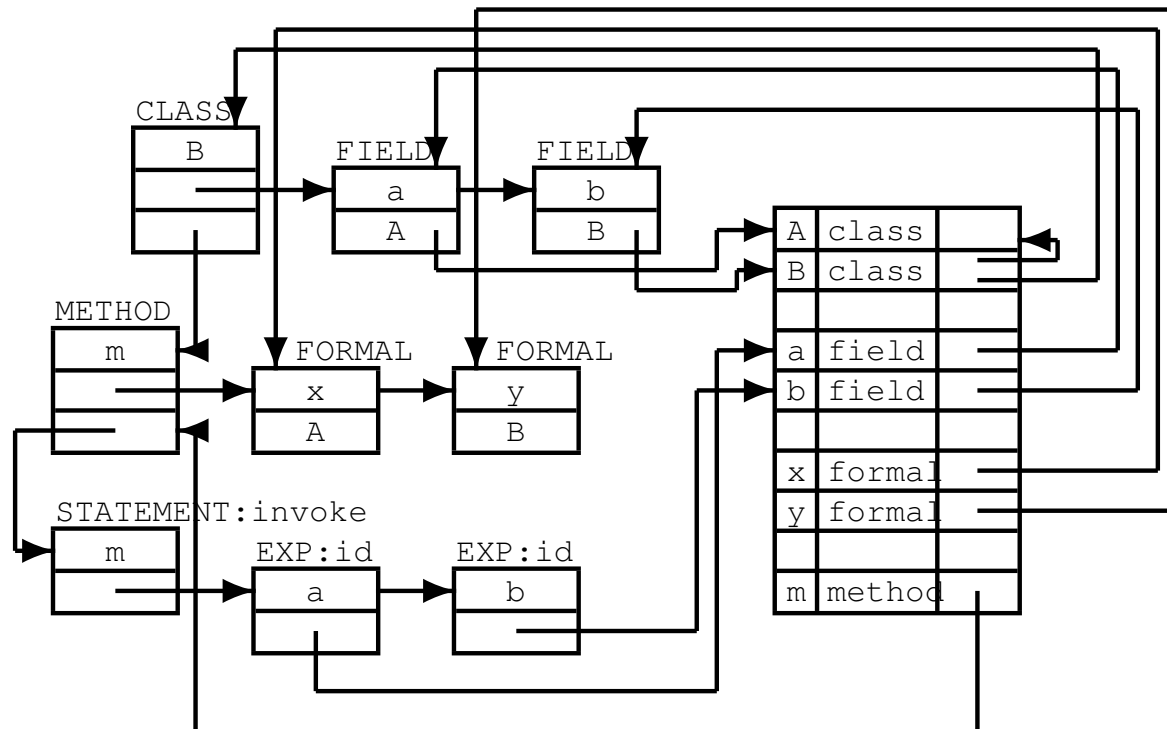 CLASS
B
FIELD
a
A
FIELD
b
B
A class
B class
a field
b field
x formal
y formal
m method
METHOD
m
FORMAL
x
A
FORMAL
y
B
STATEMENT:invoke
m
EXP:id
a
EXP:id
b